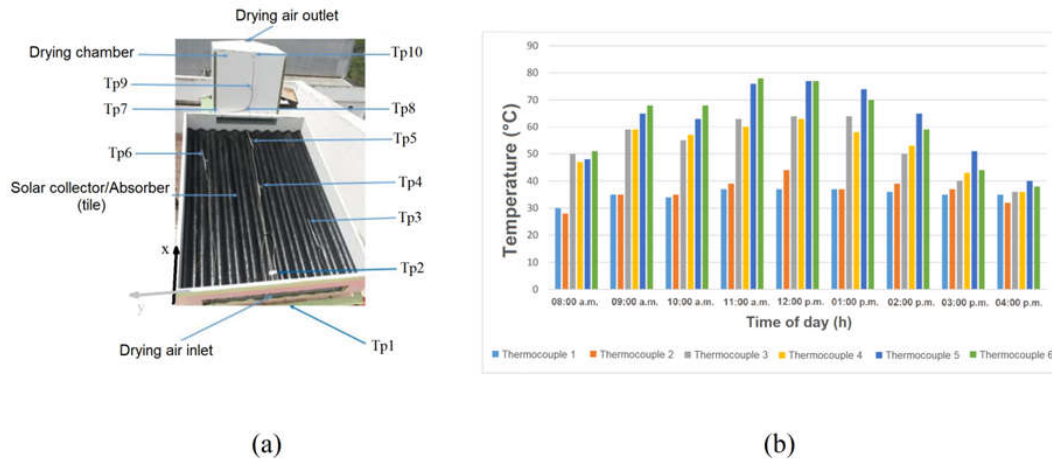 Drying air outlet
Drying chamber
Tp10
Tp9
Tp7
Tp8
Tp5
Tp6
Tp4
Solar collector/Absorber
(tile)
Tp3
x
Tp2
y
Drying air inlet
Tp1
(a)
90
80
70
60
50
40
30
20
10
0
Temperature (°C)
08:00 a.m. 09:00 a.m. 10:00 a.m. 11:00 a.m. 12:00 p.m. 01:00 p.m. 02:00 p.m. 03:00 p.m. 04:00 p.m.
Time of day (h)
Thermocouple 1 Thermocouple 2 Thermocouple 3 Thermocouple 4 Thermocouple 5 Thermocouple 6
(b)